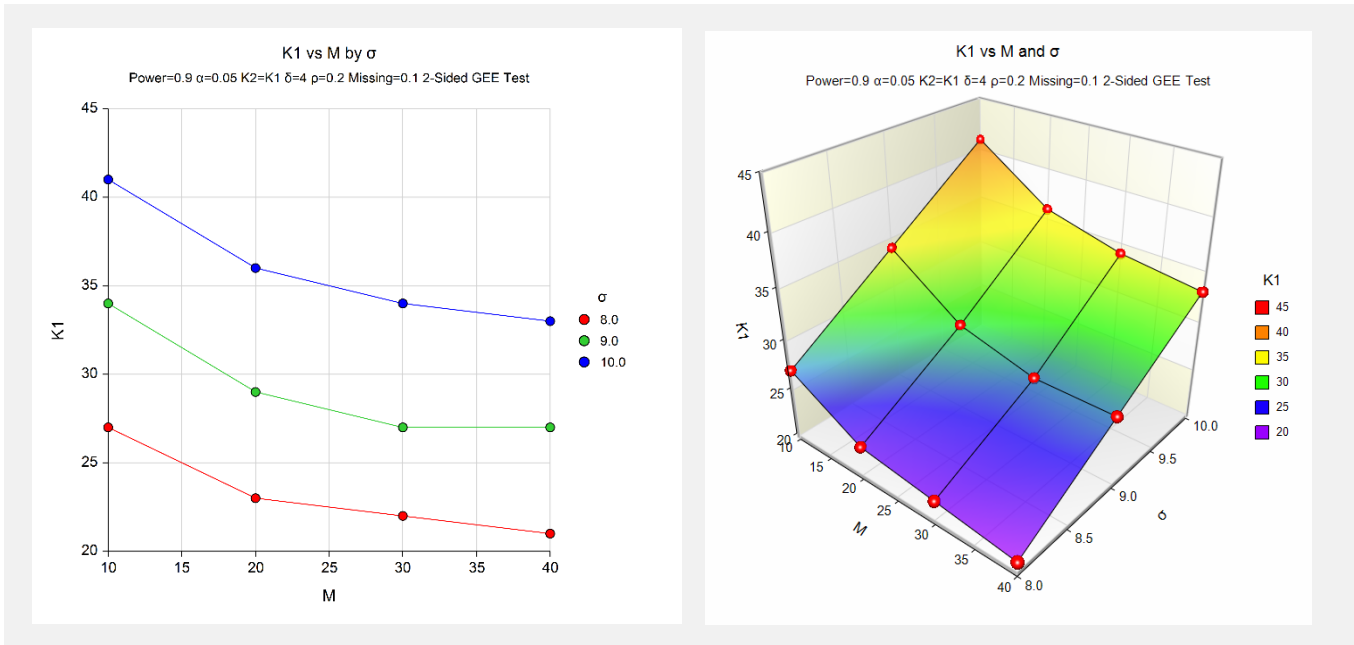 K1 vs M by σ
Power=0.9 α=0.05 K2=K1 δ=4 ρ=0.2 Missing=0.1 2-Sided GEE Test
45
40
35
30
25
20
K1
10 15 20 25 30 35 40
M
σ
8.0
9.0
10.0
K1 vs M and σ
Power=0.9 α=0.05 K2=K1 δ=4 ρ=0.2 Missing=0.1 2-Sided GEE Test
45
40
35
30
25
20
K1
10
15
20
25
30
35
40
M
8.0
8.5
9.0
9.5
10.0
σ
K1
45
40
35
30
25
20